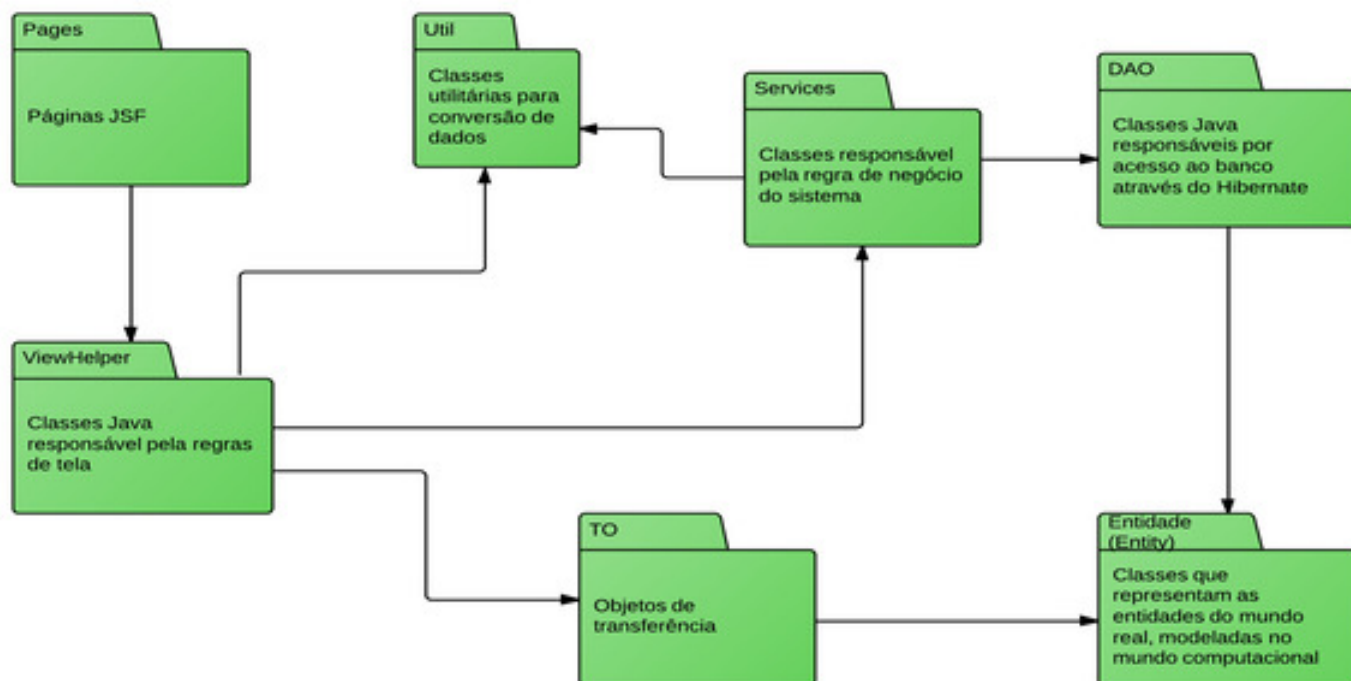 Pages
Páginas JSF
Util
Classes
utilitárias para
conversão de
dados
Services
Classes responsável
pela regra de negócio
do sistema
DAO
Classes Java
responsáveis por
acesso ao banco
através do Hibernate
ViewHelper
Classes Java
responsável pela regras
de tela
TO
Objetos de
transferência
Entidade
(Entity)
Classes que
representam as
entidades do mundo
real, modeladas no
mundo computacional